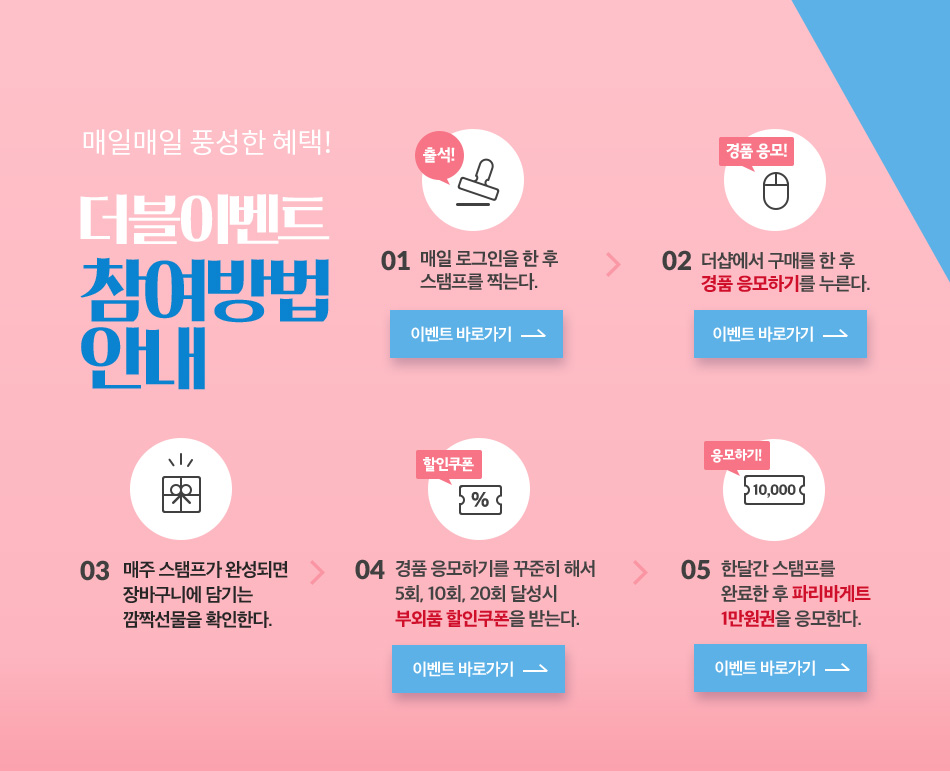 매일매일 풍성한 혜택!
더블이벤트
참여방법
안내
출석!
01 매일 로그인을 한 후
스탬프를 찍는다.
이벤트 바로가기
경품 응모!
02 더샵에서 구매를 한 후
경품 응모하기를 누른다.
이벤트 바로가기
03 매주 스탬프가 완성되면
장바구니에 담기는
깜짝선물을 확인한다.
할인쿠폰
%
04 경품 응모하기를 꾸준히 해서
5회, 10회, 20회 달성시
부외품 할인쿠폰을 받는다.
이벤트 바로가기
응모하기!
10,000
05 한달간 스탬프를
완료한 후 파리바게트
1만원권을 응모한다.
이벤트 바로가기